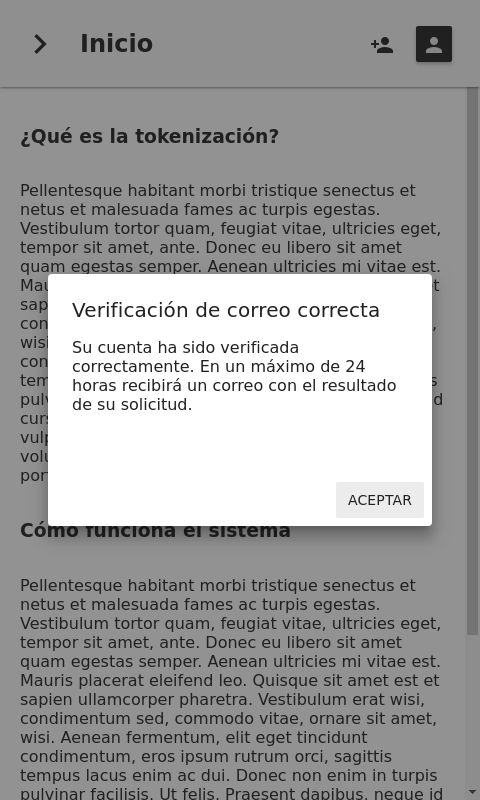 Inicio
¿Qué es la tokenización?
Pellentesque habitant morbi tristique senectus et
netus et malesuada fames ac turpis egestas.
Vestibulum tortor quam, feugiat vitae, ultricies eget,
tempor sit amet, ante. Donec eu libero sit amet
quam egestas semper. Aenean ultricies mi vitae est.
Verificación de correo correcta
Su cuenta ha sido verificada
correctamente. En un máximo de 24
horas recibirá un correo con el resultado
de su solicitud.
ACEPTAR
Cómo funciona el sistema
Pellentesque habitant morbi tristique senectus et
netus et malesuada fames ac turpis egestas.
Vestibulum tortor quam, feugiat vitae, ultricies eget,
tempor sit amet, ante. Donec eu libero sit amet
quam egestas semper. Aenean ultricies mi vitae est.
Mauris placerat eleifend leo. Quisque sit amet est et
sapien ullamcorper pharetra. Vestibulum erat wisi,
condimentum sed, commodo vitae, ornare sit amet,
wisi. Aenean fermentum, elit eget tincidunt
condimentum, eros ipsum rutrum orci, sagittis
tempus lacus enim ac dui. Donec non enim in turpis
pulvinar facilisis. Ut felis. Praesent dapibus, neque id